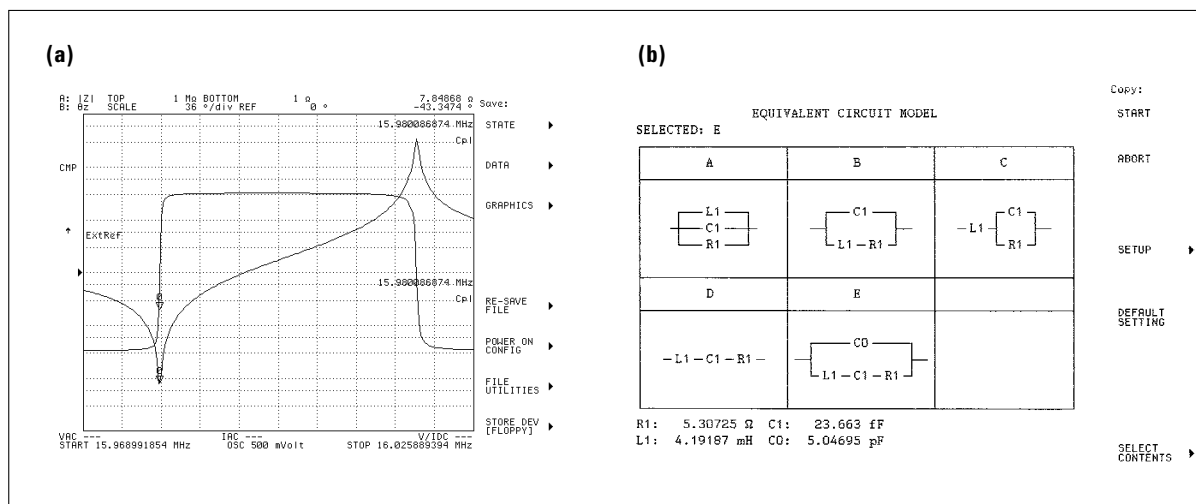 (a)
A: |Z| TOP 1 MΩ BOTTOM 1 Ω 7.84868 Ω
B: θz SCALE 36 °/div REF 0 ° -43.3474 °
Save:
15.980086874 MHz
Cpl
STATE
CMP
DATA
GRAPHICS
ExtRef
15.980086874 MHz
Cpl
RE-SAVE
FILE
POWER ON
CONFIG
0
0
FILE
UTILITIES
STORE DEV
[FLOPPY]
VAC --- IAC --- V/IDC ---
START 15.968991854 MHz OSC 500 mVolt STOP 16.025889394 MHz
(b)
Copy:
EQUIVALENT CIRCUIT MODEL
START
SELECTED: E
A B C
ABORT
L1 C1 C1
C1 L1
R1 L1 R1 R1
SETUP
D E
DEFAULT
SETTING
C0
L1 C1 R1 L1 C1 R1
R1: 5.30725 Ω C1: 23.663 fF
L1: 4.19187 mH C0: 5.04695 pF
SELECT
CONTENTS